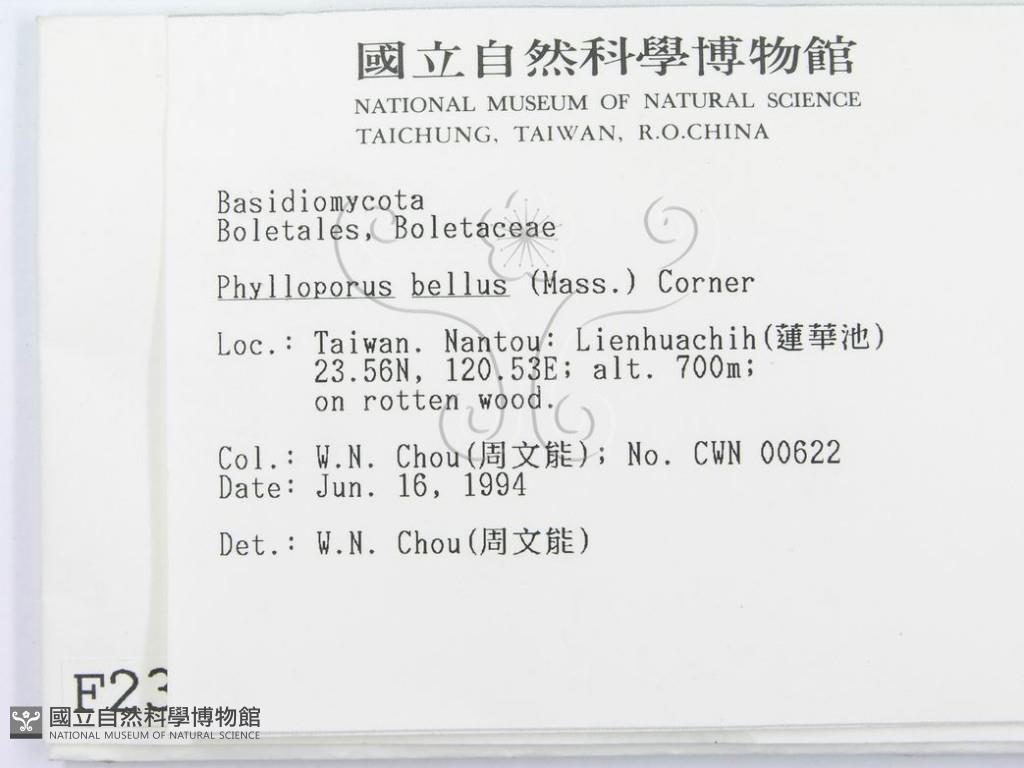 國立自然科學博物館
NATIONAL MUSEUM OF NATURAL SCIENCE
TAICHUNG, TAIWAN, R.O.CHINA
Basidiomycota
Boletales, Boletaceae
Phylloporus bellus (Mass.) Corner
Loc.: Taiwan. Nantou: Lienhuachih(蓮華池)
23.56N, 120.53E; alt. 700m;
on rotten wood.
Col.: W.N. Chou(周文能); No. CWN 00622
Date: Jun. 16, 1994
Det.: W.N. Chou(周文能)
F23
國立自然科學博物館
NATIONAL MUSEUM OF NATURAL SCIENCE